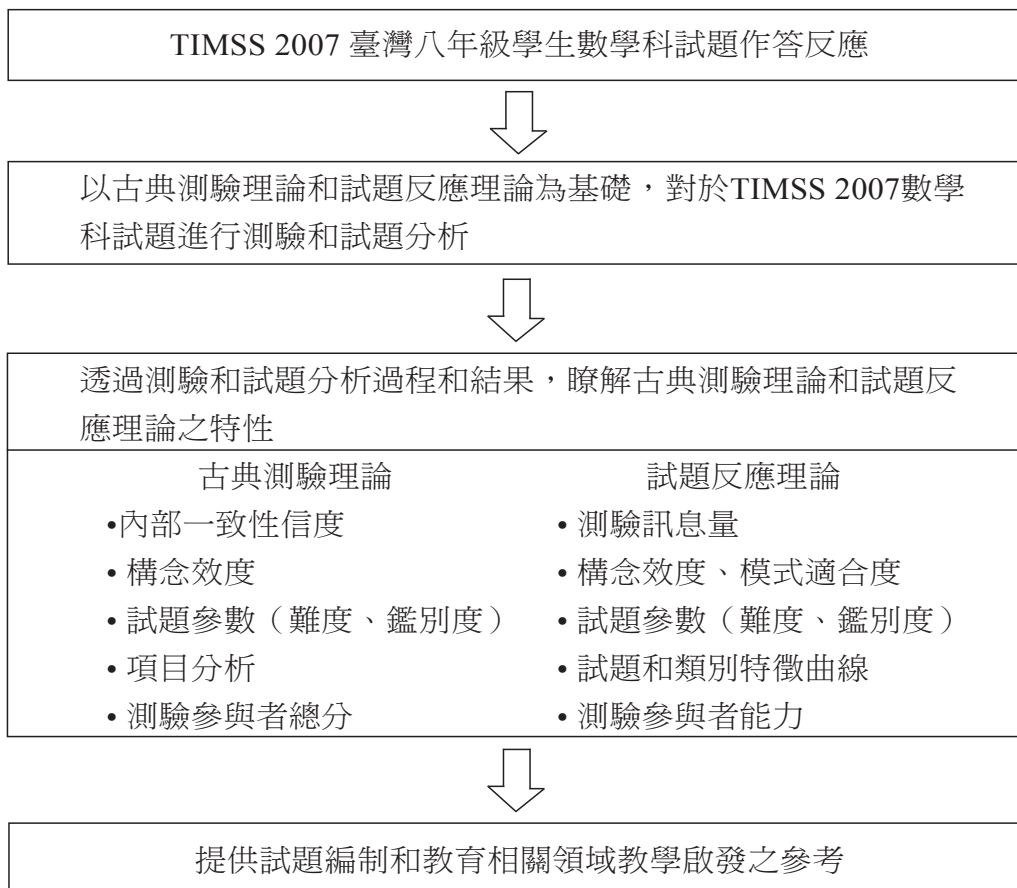 TIMSS 2007 臺灣八年級學生數學科試題作答反應
以古典測驗理論和試題反應理論為基礎，對於TIMSS 2007數學
科試題進行測驗和試題分析
透過測驗和試題分析過程和結果，瞭解古典測驗理論和試題反
應理論之特性
古典測驗理論
•內部一致性信度
• 構念效度
• 試題參數（難度、鑑別度）
• 項目分析
• 測驗參與者總分
試題反應理論
• 測驗訊息量
• 構念效度、模式適合度
• 試題參數（難度、鑑別度）
• 試題和類別特徵曲線
• 測驗參與者能力
提供試題編制和教育相關領域教學啟發之參考